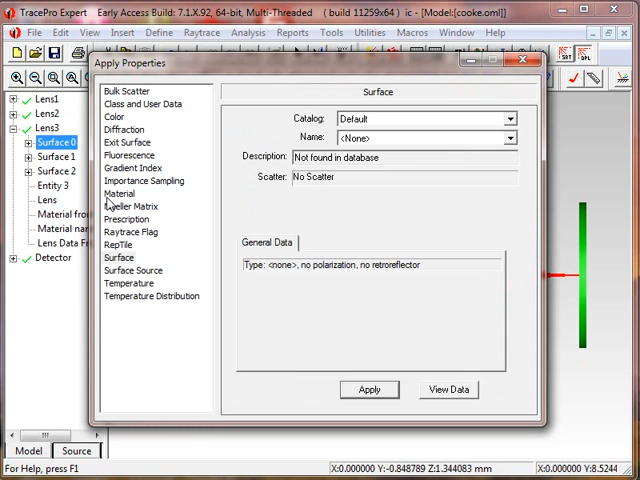 TracePro Expert    Early Access Build: 7.1.X.92, 64-bit, Multi-Threaded    ( build 11259x64 )  ic - [Model:[cooke.oml]]
File Edit View Insert Define Analysis Raytrace Analysis Reports Tools Utilities Macros Window Help
SRT
DPL
Apply Properties
Lens1
Lens2
Lens3
Surface 0
Surface 1
Surface 2
Entity 3
Lens
Material
Material
Lens Data
Detector
Bulk Scatter
Class and User Data
Color
Diffraction
Exit Surface
Fluorescence
Gradient Index
Importance Sampling
Material
Mueller Matrix
Prescription
Raytrace Flag
RepTile
Surface
Surface Source
Temperature
Temperature Distribution
Surface
Catalog: Default
Name: <None>
Description: Not found in database
Scatter: No Scatter
General Data
Type: <none>, no polarization, no retroreflector
Apply View Data
Model Source
For Help, press F1
X:0.000000 Y:-0.848789 Z:1.344083 mm
X:0.000000 Y:8.5244